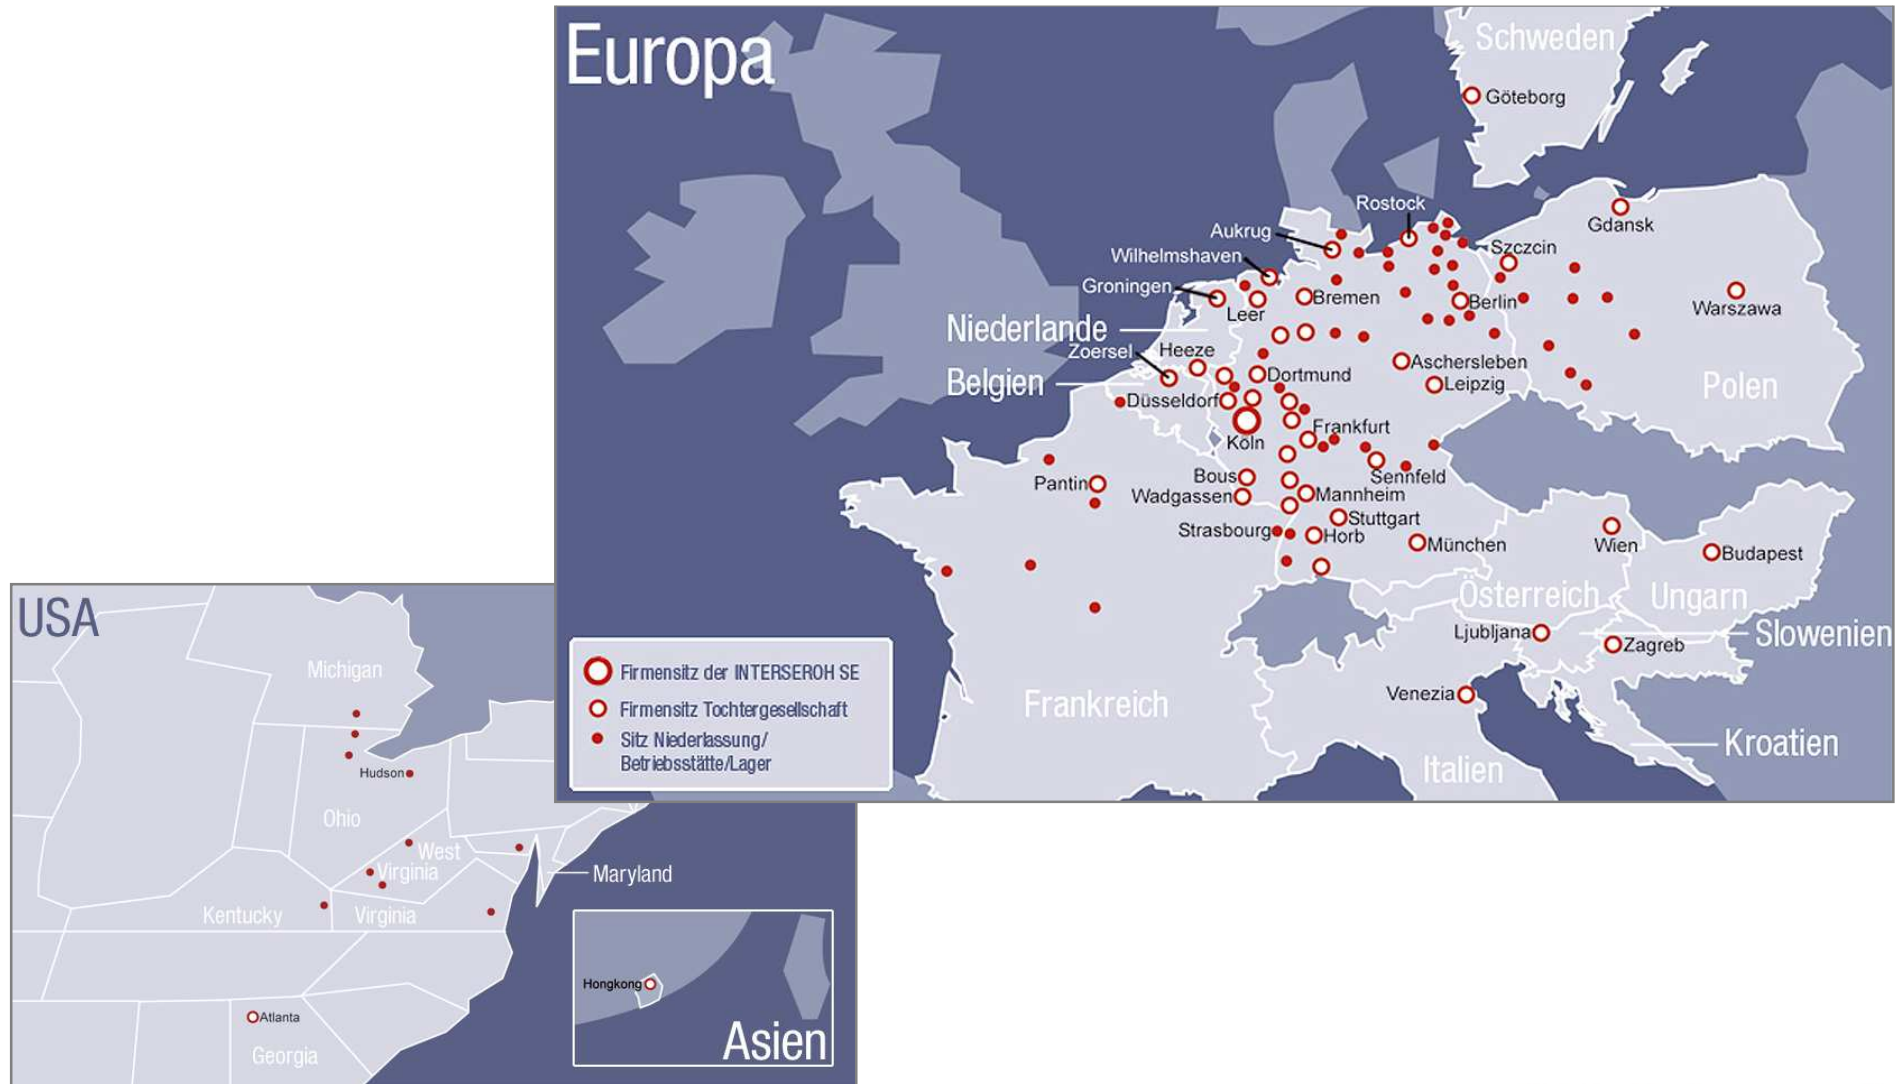 Europa
Schweden
Göteborg
Gdansk
Rostock
Aukrug
Szczcin
Wilhelmshaven
Groningen
Bremen
Berlin
Warszawa
Leer
Niederlande
Zoersel
Heeze
Aschersleben
Dortmund
Leipzig
Belgien
Polen
Düsseldorf
Frankfurt
Köln
Bous
Sennfeld
Pantin
Wadgassen
Mannheim
Stuttgart
Strasbourg
Horb
München
Wien
Budapest
Österreich
Ungarn
Ljubljana
Slowenien
Zagreb
Venezia
Frankreich
Kroatien
Italien
Firmensitz der INTERSEROH SE
Firmensitz Tochtergesellschaft
Sitz Niederlassung/
Betriebsstätte/Lager
USA
Michigan
Hudson
Ohio
West
Virginia
Maryland
Kentucky
Virginia
Atlanta
Georgia
Hongkong
Asien